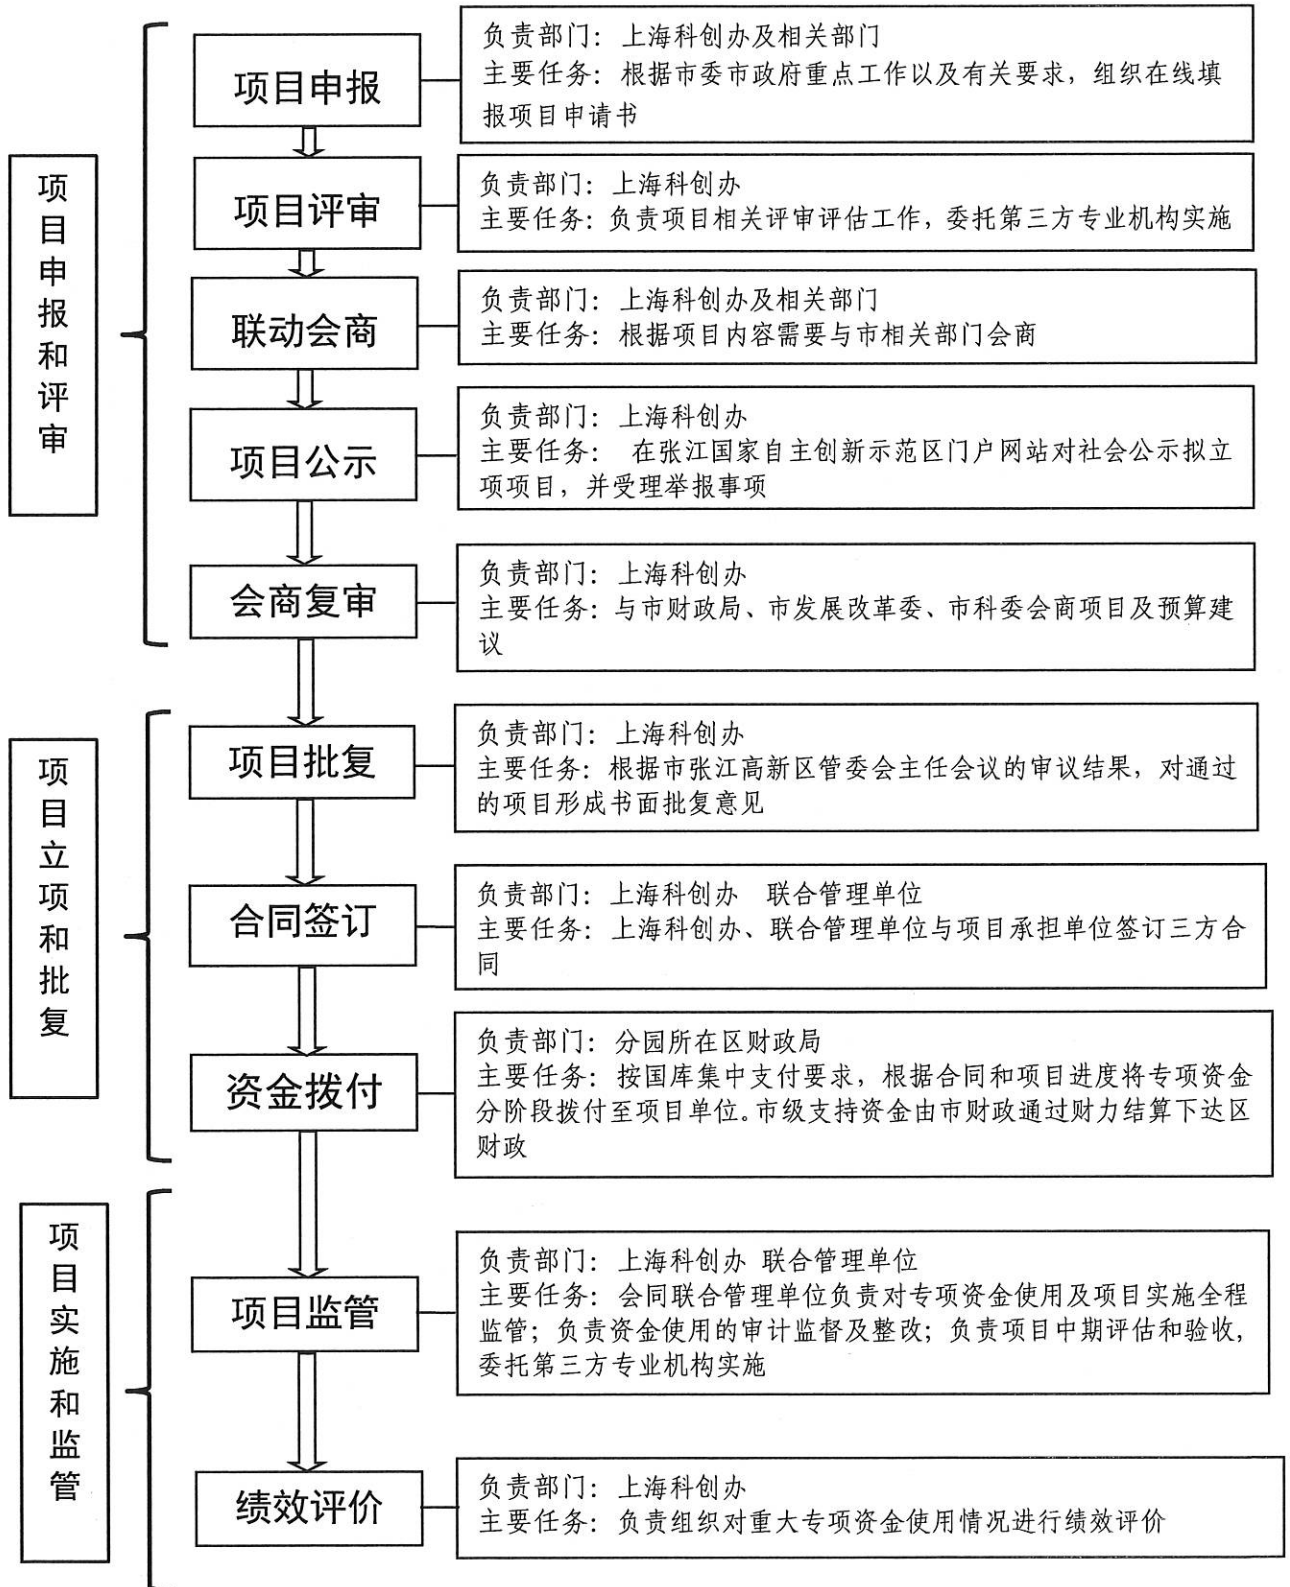 项目申报和评审
项目申报
负责部门：上海科创办及相关部门
主要任务：根据市委市政府重点工作以及有关要求，组织在线填
报项目申请书
项目评审
负责部门：上海科创办
主要任务：负责项目相关评审评估工作，委托第三方专业机构实施
联动会商
负责部门：上海科创办及相关部门
主要任务：根据项目内容需要与市相关部门会商
项目公示
负责部门：上海科创办
主要任务： 在张江国家自主创新示范区门户网站对社会公示拟立
项项目，并受理举报事项
会商复审
负责部门：上海科创办
主要任务：与市财政局、市发展改革委、市科委会商项目及预算建
议
项目立项和批复
项目批复
负责部门：上海科创办
主要任务：根据市张江高新区管委会主任会议的审议结果，对通过
的项目形成书面批复意见
合同签订
负责部门：上海科创办 联合管理单位
主要任务：上海科创办、联合管理单位与项目承担单位签订三方合
同
资金拨付
负责部门：分园所在区财政局
主要任务：按国库集中支付要求，根据合同和项目进度将专项资金
分阶段拨付至项目单位。市级支持资金由市财政通过财力结算下达区
财政
项目实施和监管
项目监管
负责部门：上海科创办 联合管理单位
主要任务：会同联合管理单位负责对专项资金使用及项目实施全程
监管；负责资金使用的审计监督及整改；负责项目中期评估和验收，
委托第三方专业机构实施
绩效评价
负责部门：上海科创办
主要任务：负责组织对重大专项资金使用情况进行绩效评价